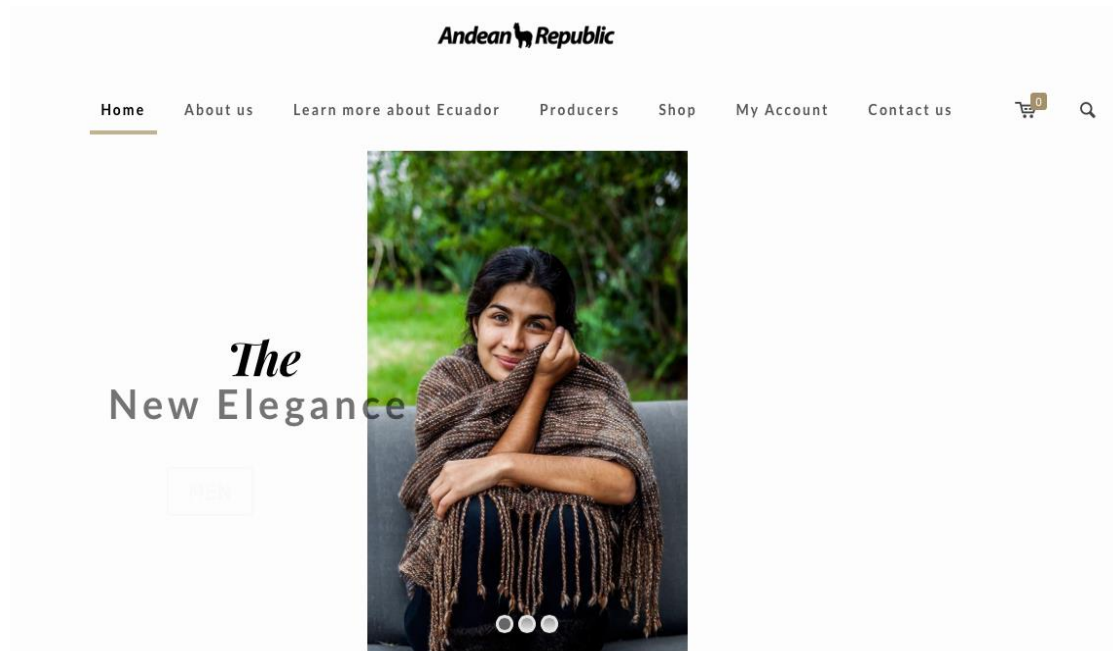 Andean Republic
Home About us Learn more about Ecuador Producers Shop My Account Contact us 0
The
New Elegance
MEN